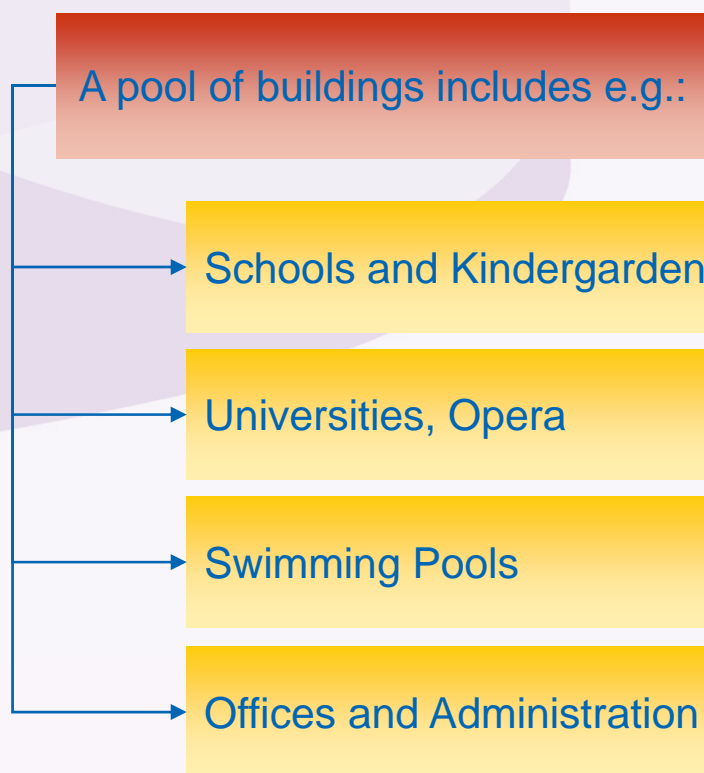 A pool of buildings includes e.g.:
Schools and Kindergarden
Universities, Opera
Swimming Pools
Offices and Administration